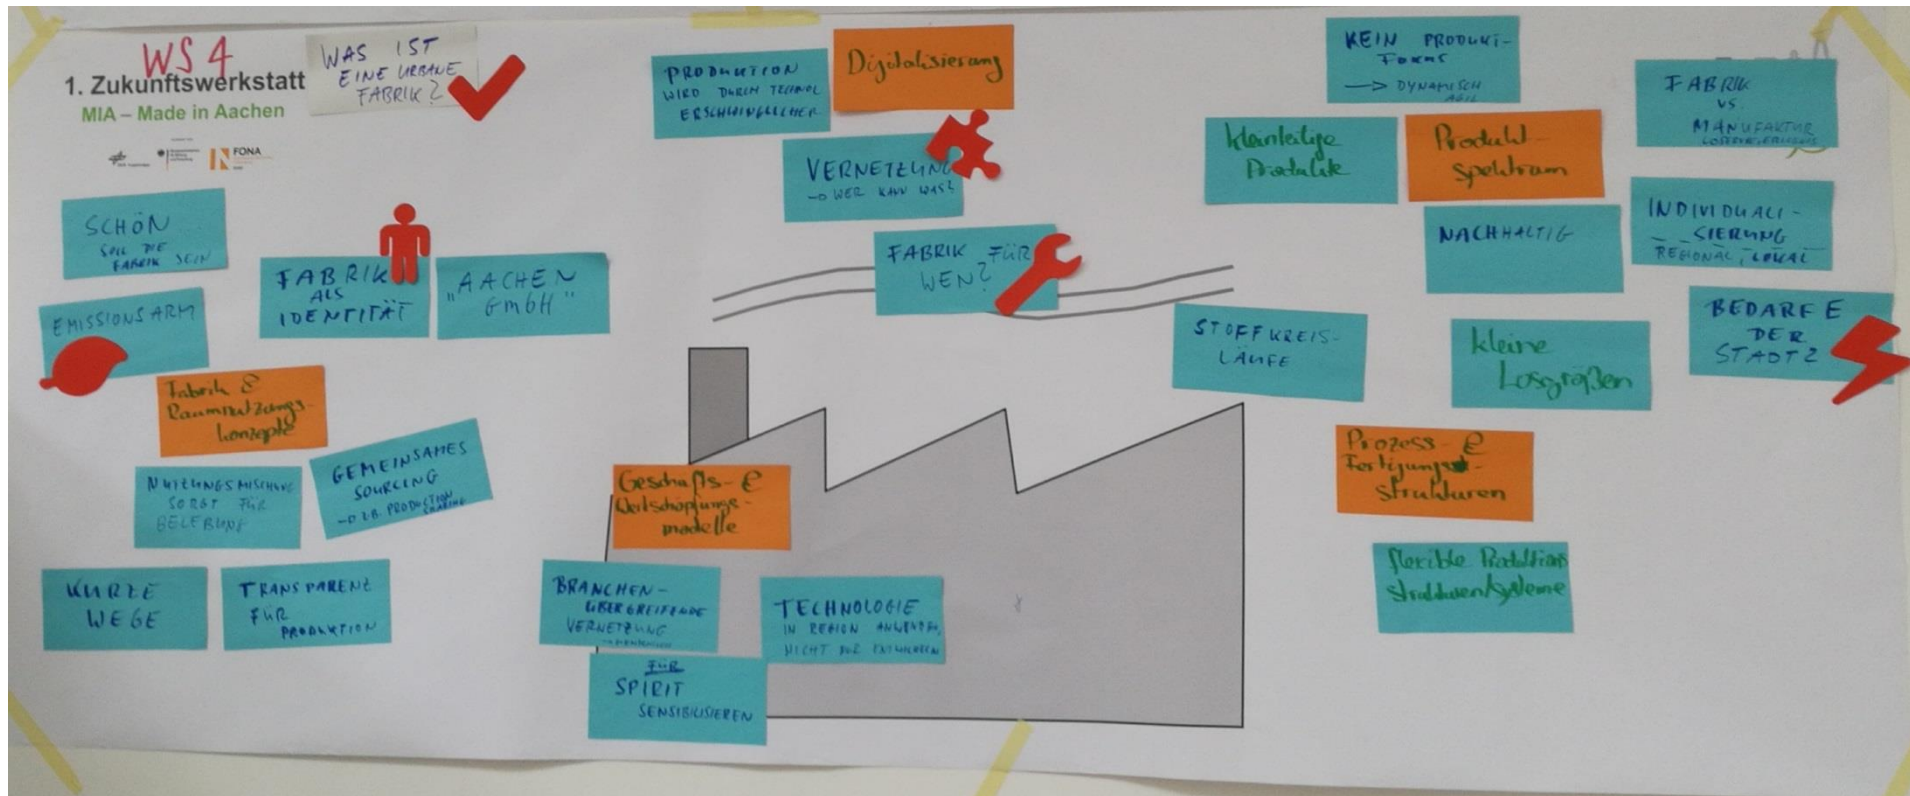 WS 4
1. Zukunftswerkstatt
MIA – Made in Aachen
FONA
WAS IST
EINE URBANE
FABRIK?
SCHÖN
SOLL DIE
FABRIK SEIN
EMISSIONSARM
FABRIK
ALS
IDENTITÄT
„AACHEN
GmbH"
Fabrik &
Raumnutzungs-
konzepte
NUTZUNGSMISCHUNG
SORGT FÜR
BELEBUNG
GEMEINSAMES
SOURCING
→ Z.B. PRODUCTION
SHARING
KURZE
WEGE
TRANSPARENZ
FÜR
PRODUKTION
PRODUKTION
WIRD DURCH TECHNOL
ERSCHWINGLICHER
Digitalisierung
VERNETZUNG
→ WER KANN WAS?
FABRIK FÜR
WEN?
Geschäfts- &
Wertschöpfungs-
modelle
BRANCHEN-
ÜBERGREIFENDE
VERNETZUNG
TECHNOLOGIE
IN REGION ANWENDEN,
NICHT NUR ENTWICKELN
FÜR
SPIRIT
SENSIBILISIEREN
KEIN PRODUKT-
FOKUS
→ DYNAMISCH
AGIL
kleinteilige
Produkte
Produkt-
spektrum
FABRIK
VS.
MANUFAKTUR
NACHHALTIG
INDIVIDUALI-
SIERUNG
REGIONAL, LOKAL
STOFFKREIS-
LÄUFE
kleine
Losgrößen
BEDARFE
DER
STADT?
Prozess- &
Fertigungs-
strukturen
flexible Produktions
strukturen/systeme